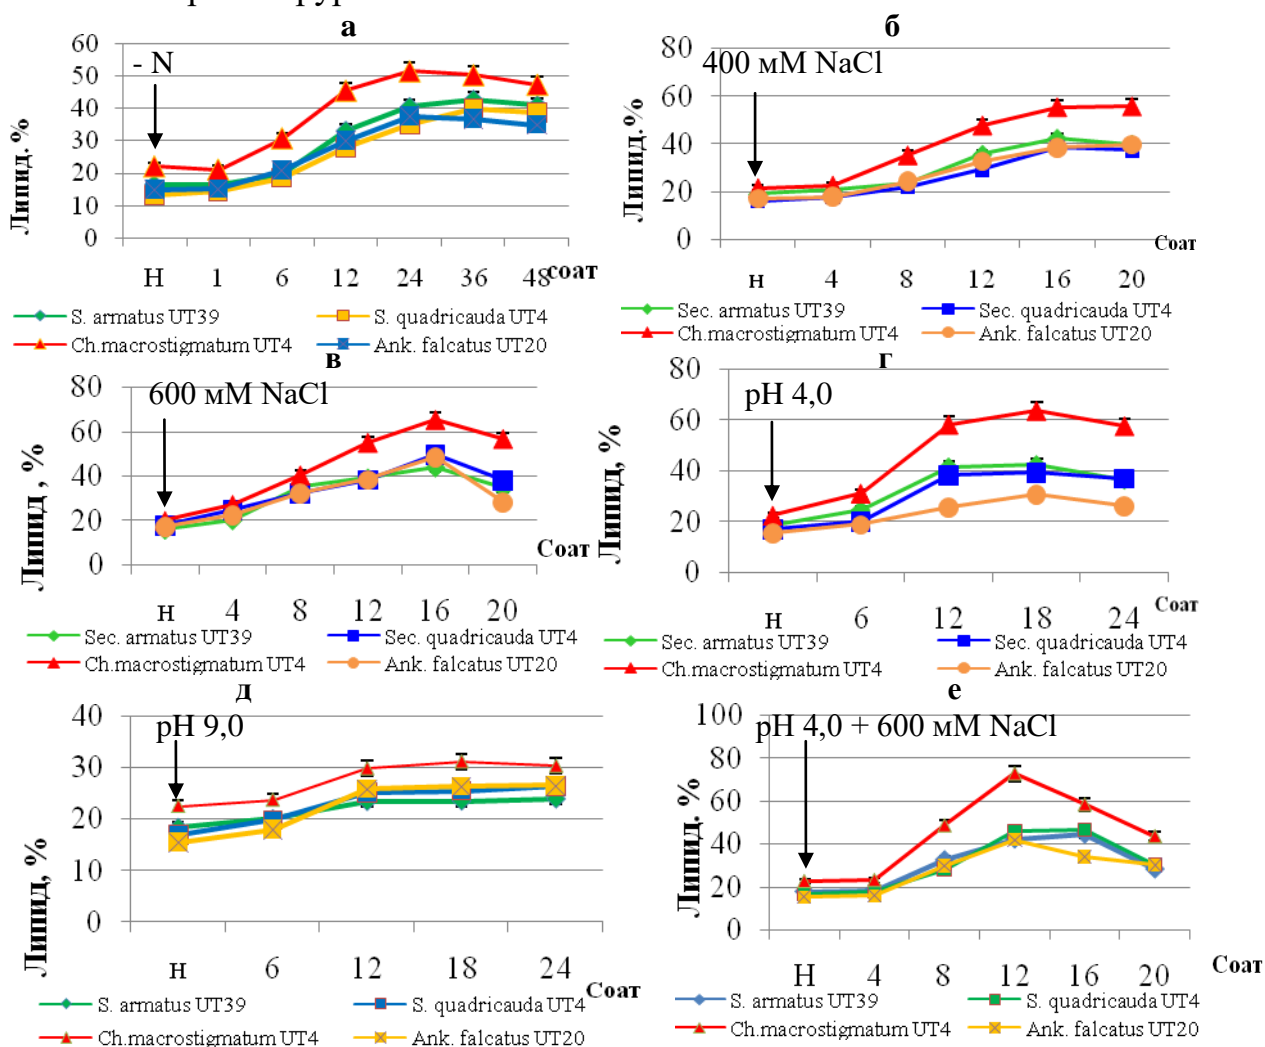 а
60
50
40
30
20
10
0
Липид. %
- N
Н 1 6 12 24 36 48 соат
S. armatus UT39
S. quadricauda UT4
Ch.macrostigmatum UT4
Ank. falcatus UT20
б
80
60
40
20
0
Липид.%
400 мМ NaCl
Соат
н 4 8 12 16 20
Sec. armatus UT39
Sec. quadricauda UT4
Ch.macrostigmatum UT4
Ank. falcatus UT20
в
80
60
40
20
0
Липид , %
600 мМ NaCl
Соат
н 4 8 12 16 20
Sec. armatus UT39
Sec. quadricauda UT4
Ch.macrostigmatum UT4
Ank. falcatus UT20
г
80
60
40
20
0
Липид, %
рН 4,0
Соат
н 6 12 18 24
Sec. armatus UT39
Sec. quadricauda UT4
Ch.macrostigmatum UT4
Ank. falcatus UT20
д
40
30
20
10
0
Липид, %
рН 9,0
н 6 12 18 24
Соат
S. armatus UT39
S. quadricauda UT4
Ch.macrostigmatum UT4
Ank. falcatus UT20
е
100
80
60
40
20
0
Липид. %
рН 4,0 + 600 мМ NaCl
Н 4 8 12 16 20
Соат
S. armatus UT39
S. quadricauda UT4
Ch.macrostigmatum UT4
Ank. falcatus UT20